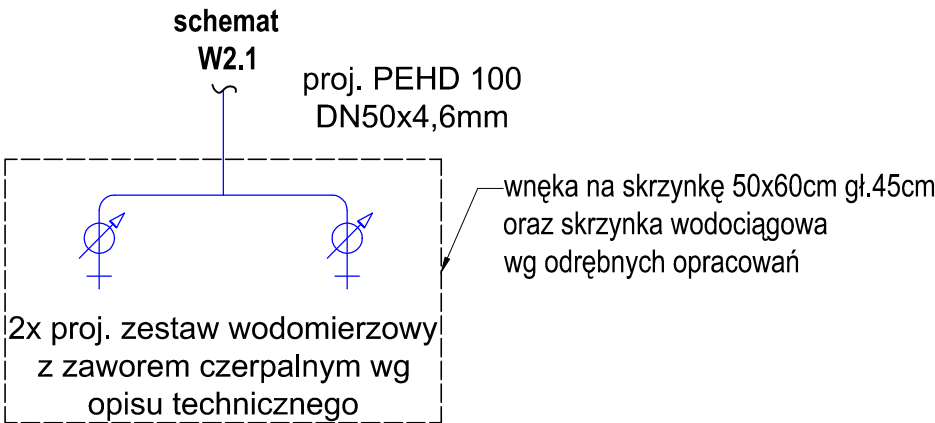 schemat
W2.1
proj. PEHD 100
DN50x4,6mm
wnęka na skrzynkę 50x60cm gł.45cm
oraz skrzynka wodociągowa
wg odrębnych opracowań
2x proj. zestaw wodomierzowy
z zaworem czerpalnym wg
opisu technicznego